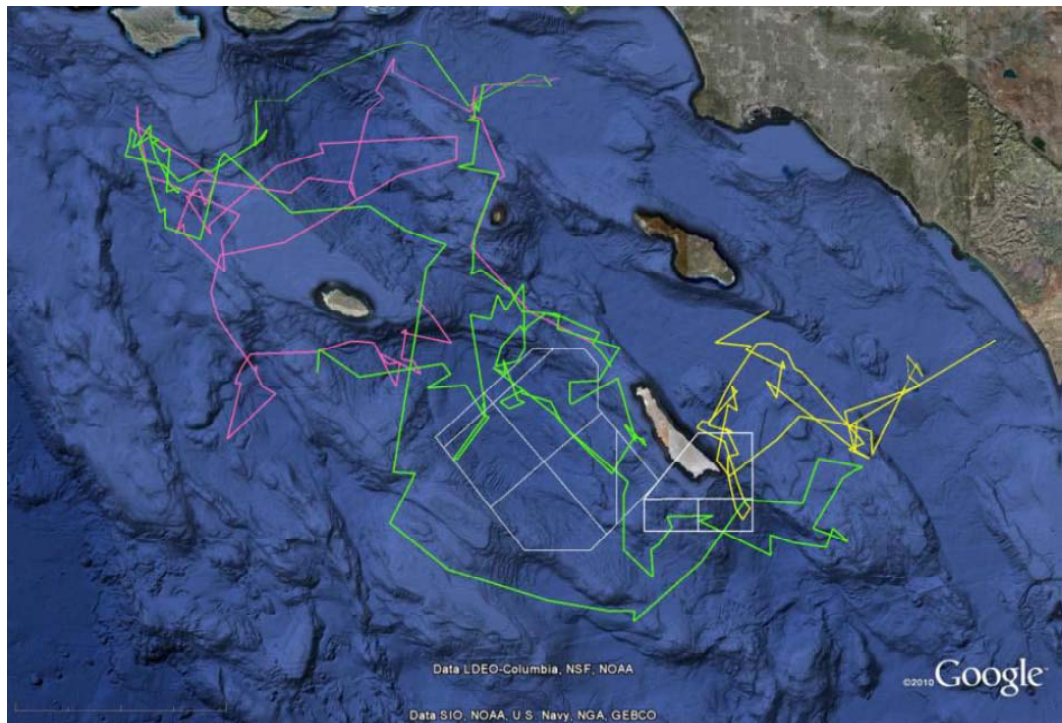 Data LDEO-Columbia, NSF, NOAA
©2010 Google
Data SIO, NOAA, U.S. Navy, NGA, GEBCO